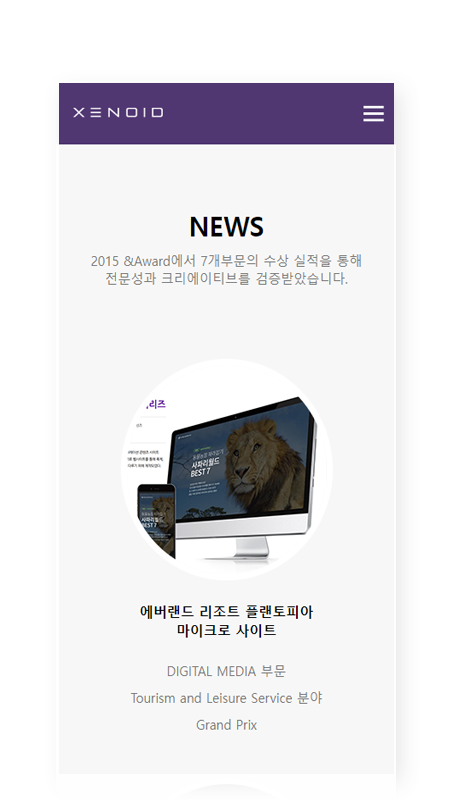 XENOID
NEWS
2015 &Award에서 7개부문의 수상 실적을 통해
전문성과 크리에이티브를 검증받았습니다.
리즈
사파리월드
BEST 7
사파리월드
BEST 7
에버랜드 리조트 플랜토피아
마이크로 사이트
DIGITAL MEDIA 부문
Tourism and Leisure Service 분야
Grand Prix